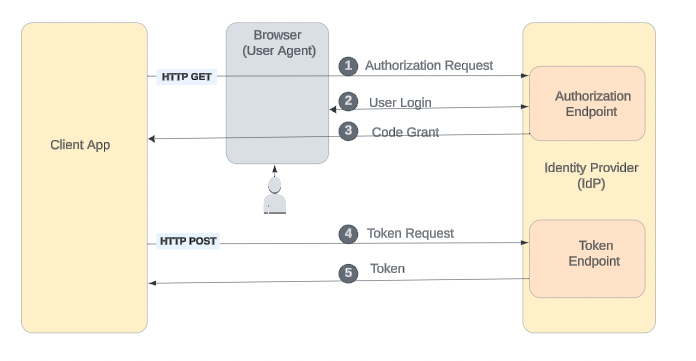 Browser
(User Agent)
1 Authorization Request
HTTP GET
Authorization
Endpoint
2 User Login
3 Code Grant
Client App
Identity Provider
(IdP)
4 Token Request
HTTP POST
Token
Endpoint
5 Token